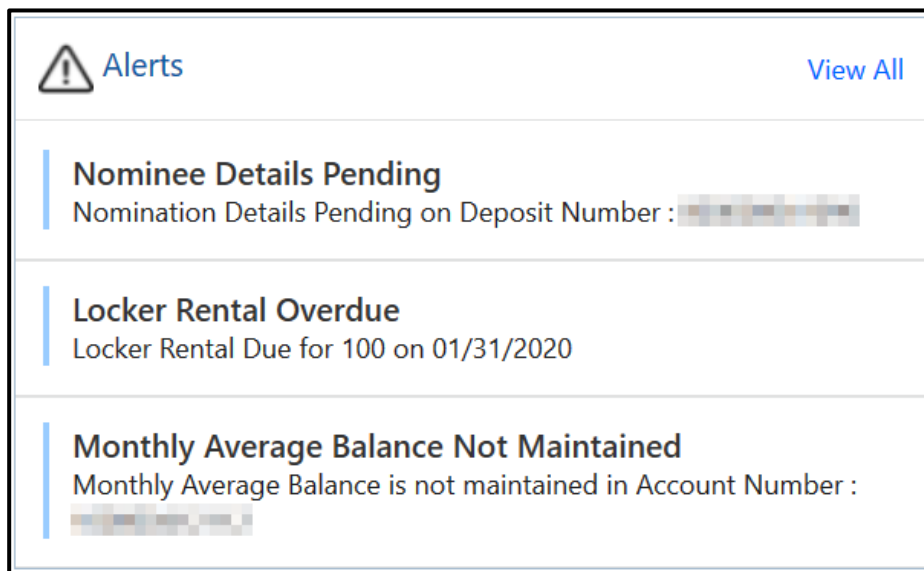 Alerts
View All
Nominee Details Pending
Nomination Details Pending on Deposit Number :
Locker Rental Overdue
Locker Rental Due for 100 on 01/31/2020
Monthly Average Balance Not Maintained
Monthly Average Balance is not maintained in Account Number :